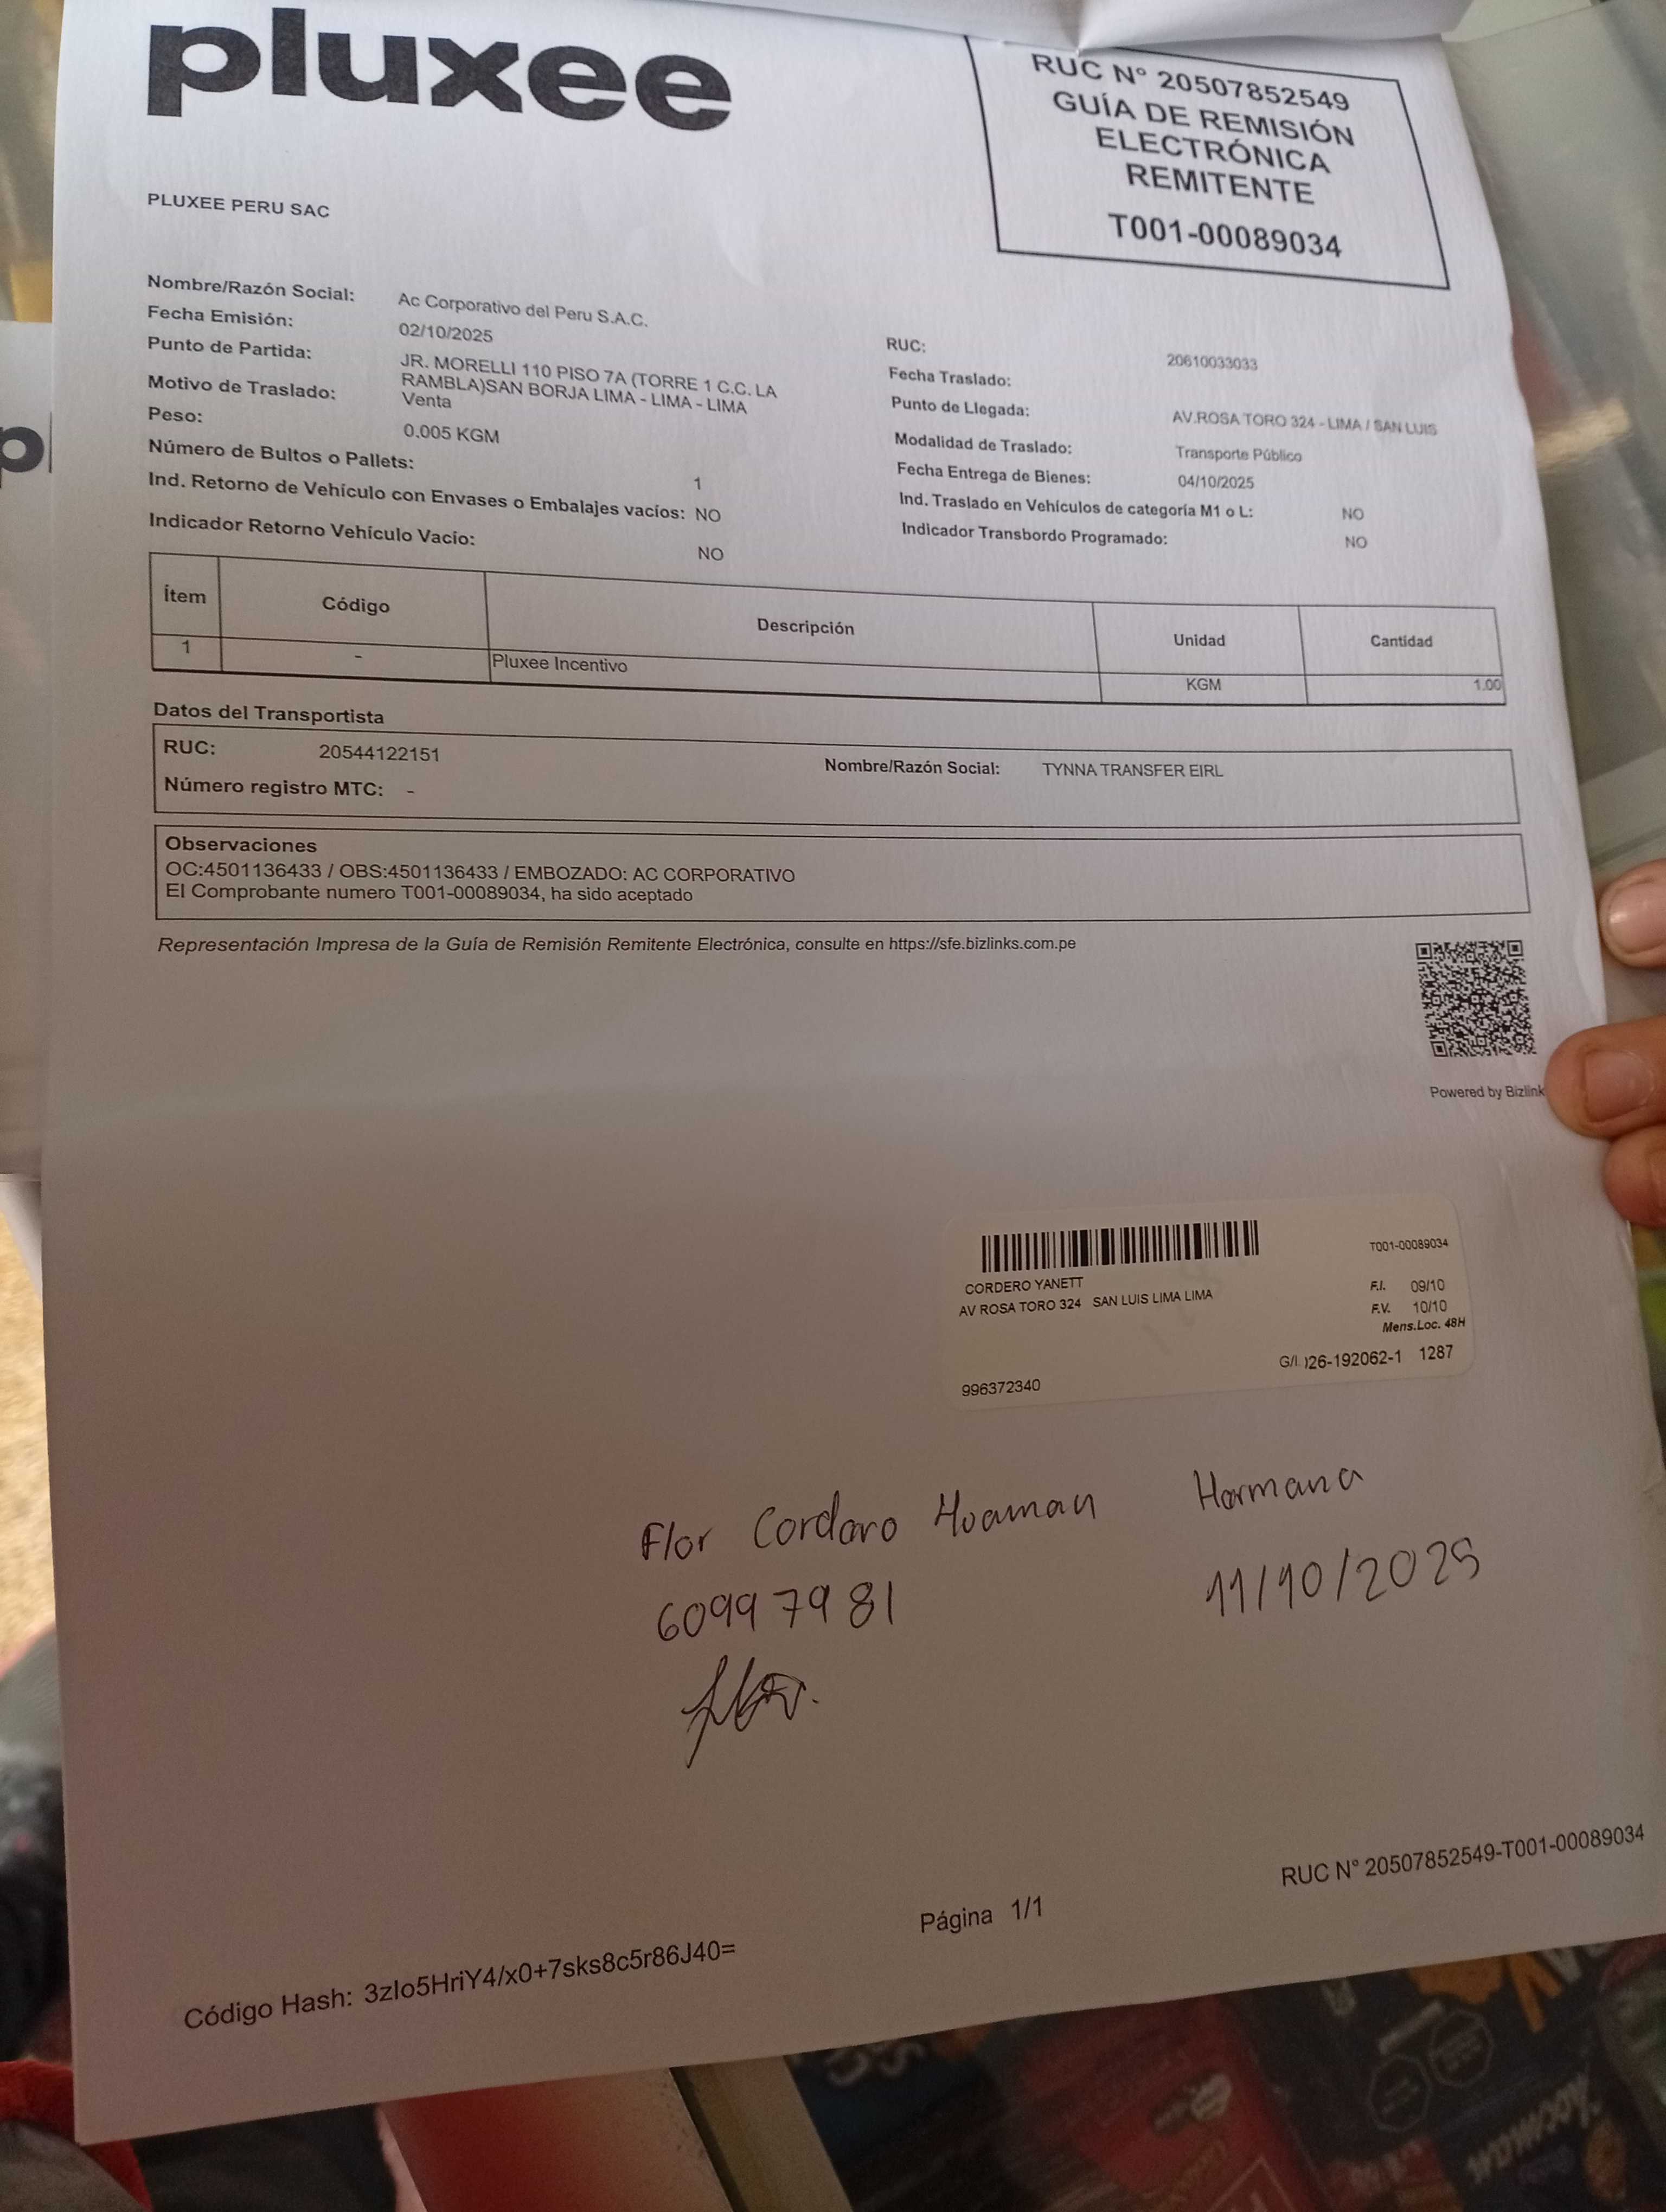 pluxee
RUC N° 20507852549
GUÍA DE REMISIÓN
ELECTRÓNICA
REMITENTE
T001-00089034
PLUXEE PERU SAC
Nombre/Razón Social: Ac Corporativo del Peru S.A.C.
Fecha Emisión: 02/10/2025
Punto de Partida: JR. MORELLI 110 PISO 7A (TORRE 1 C.C. LA
RAMBLA)SAN BORJA LIMA - LIMA - LIMA
Motivo de Traslado: Venta
Peso: 0.005 KGM
Número de Bultos o Pallets: 1
Ind. Retorno de Vehículo con Envases o Embalajes vacíos: NO
Indicador Retorno Vehículo Vacío: NO
RUC: 20610033033
Fecha Traslado:
Punto de Llegada: AV.ROSA TORO 324 - LIMA / SAN LUIS
Modalidad de Traslado: Transporte Público
Fecha Entrega de Bienes: 04/10/2025
Ind. Traslado en Vehículos de categoría M1 o L: NO
Indicador Transbordo Programado: NO
Ítem Código Descripción Unidad Cantidad
1 - Pluxee Incentivo KGM 1.00
Datos del Transportista
RUC: 20544122151 Nombre/Razón Social: TYNNA TRANSFER EIRL
Número registro MTC: -
Observaciones
OC:4501136433 / OBS:4501136433 / EMBOZADO: AC CORPORATIVO
El Comprobante numero T001-00089034, ha sido aceptado
Representación Impresa de la Guía de Remisión Remitente Electrónica, consulte en https://sfe.bizlinks.com.pe
Powered by Bizlink
T001-00089034
CORDERO YANETT
AV ROSA TORO 324 SAN LUIS LIMA LIMA
F.I. 09/10
F.V. 10/10
Mens.Loc. 48H
G/I )26-192062-1 1287
996372340
Flor Cordero Huaman Hermana
60997981 11/10/2025
RUC N° 20507852549-T001-00089034
Página 1/1
Código Hash: 3zIo5HriY4/x0+7sks8c5r86J40=